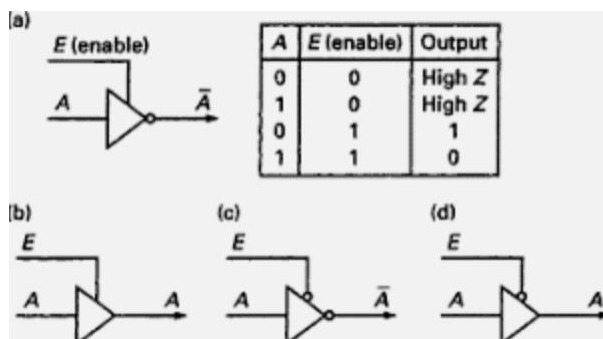 (a)
E (enable)
A Ā
A E (enable) Output
0 0 High Z
1 0 High Z
0 1 1
1 1 0
(b) (c) (d)
E E E
A A A Ā A A